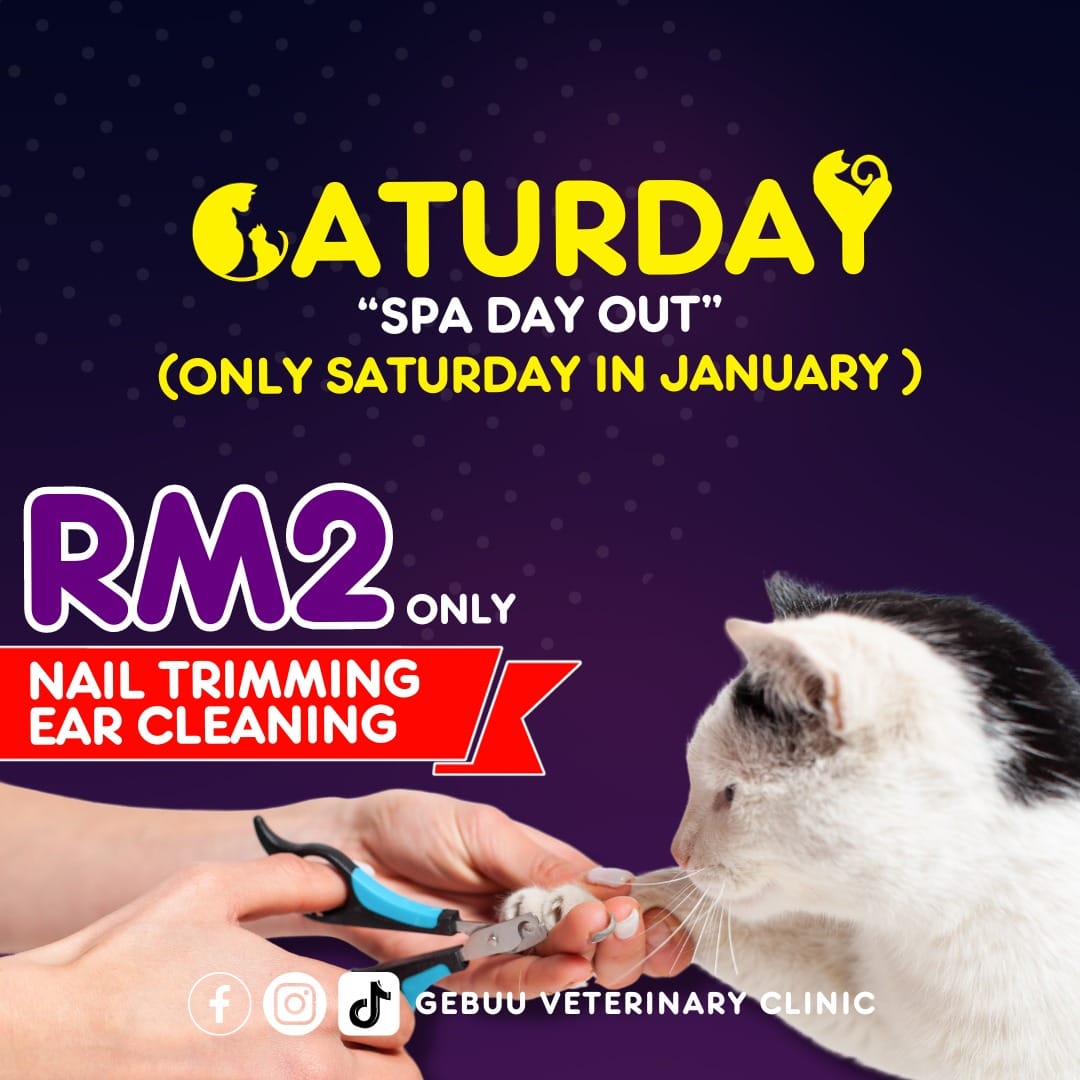 CATURDAY
“SPA DAY OUT”
(ONLY SATURDAY IN JANUARY )
RM2 ONLY
NAIL TRIMMING
EAR CLEANING
GEBUU VETERINARY CLINIC